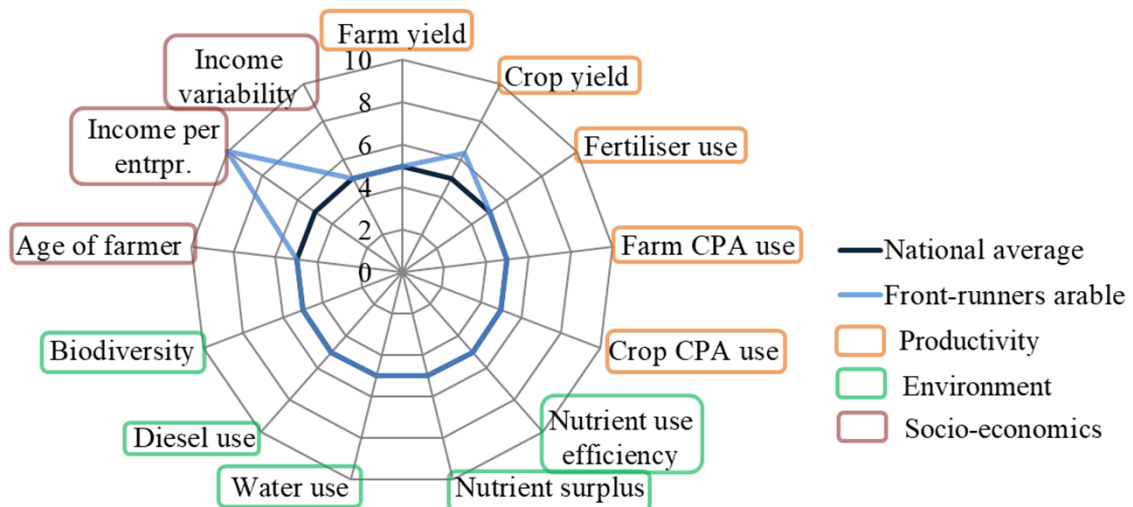 Farm yield
Crop yield
Fertiliser use
Farm CPA use
Crop CPA use
Nutrient use
efficiency
Nutrient surplus
Water use
Diesel use
Biodiversity
Age of farmer
Income per
entrpr.
Income
variability
10
8
6
4
2
0
National average
Front-runners arable
Productivity
Environment
Socio-economics